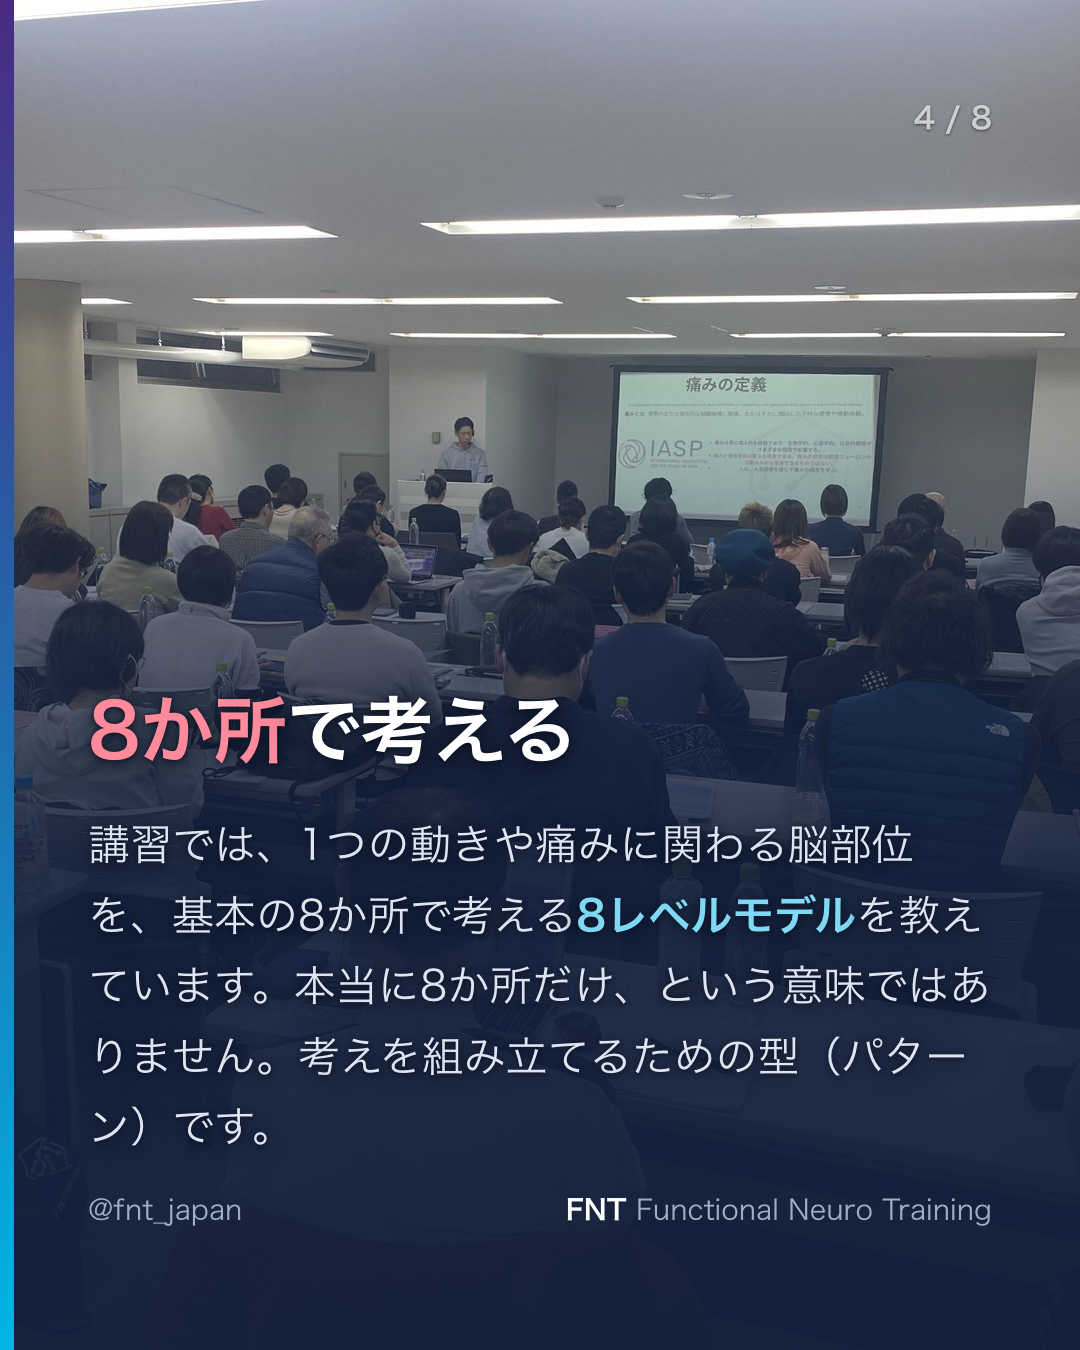 4 / 8
痛みの定義
IASP
8か所で考える
講習では、1つの動きや痛みに関わる脳部位
を、基本の8か所で考える8レベルモデルを教え
ています。本当に8か所だけ、という意味ではあ
りません。考えを組み立てるための型（パター
ン）です。
@fnt_japan
FNT Functional Neuro Training